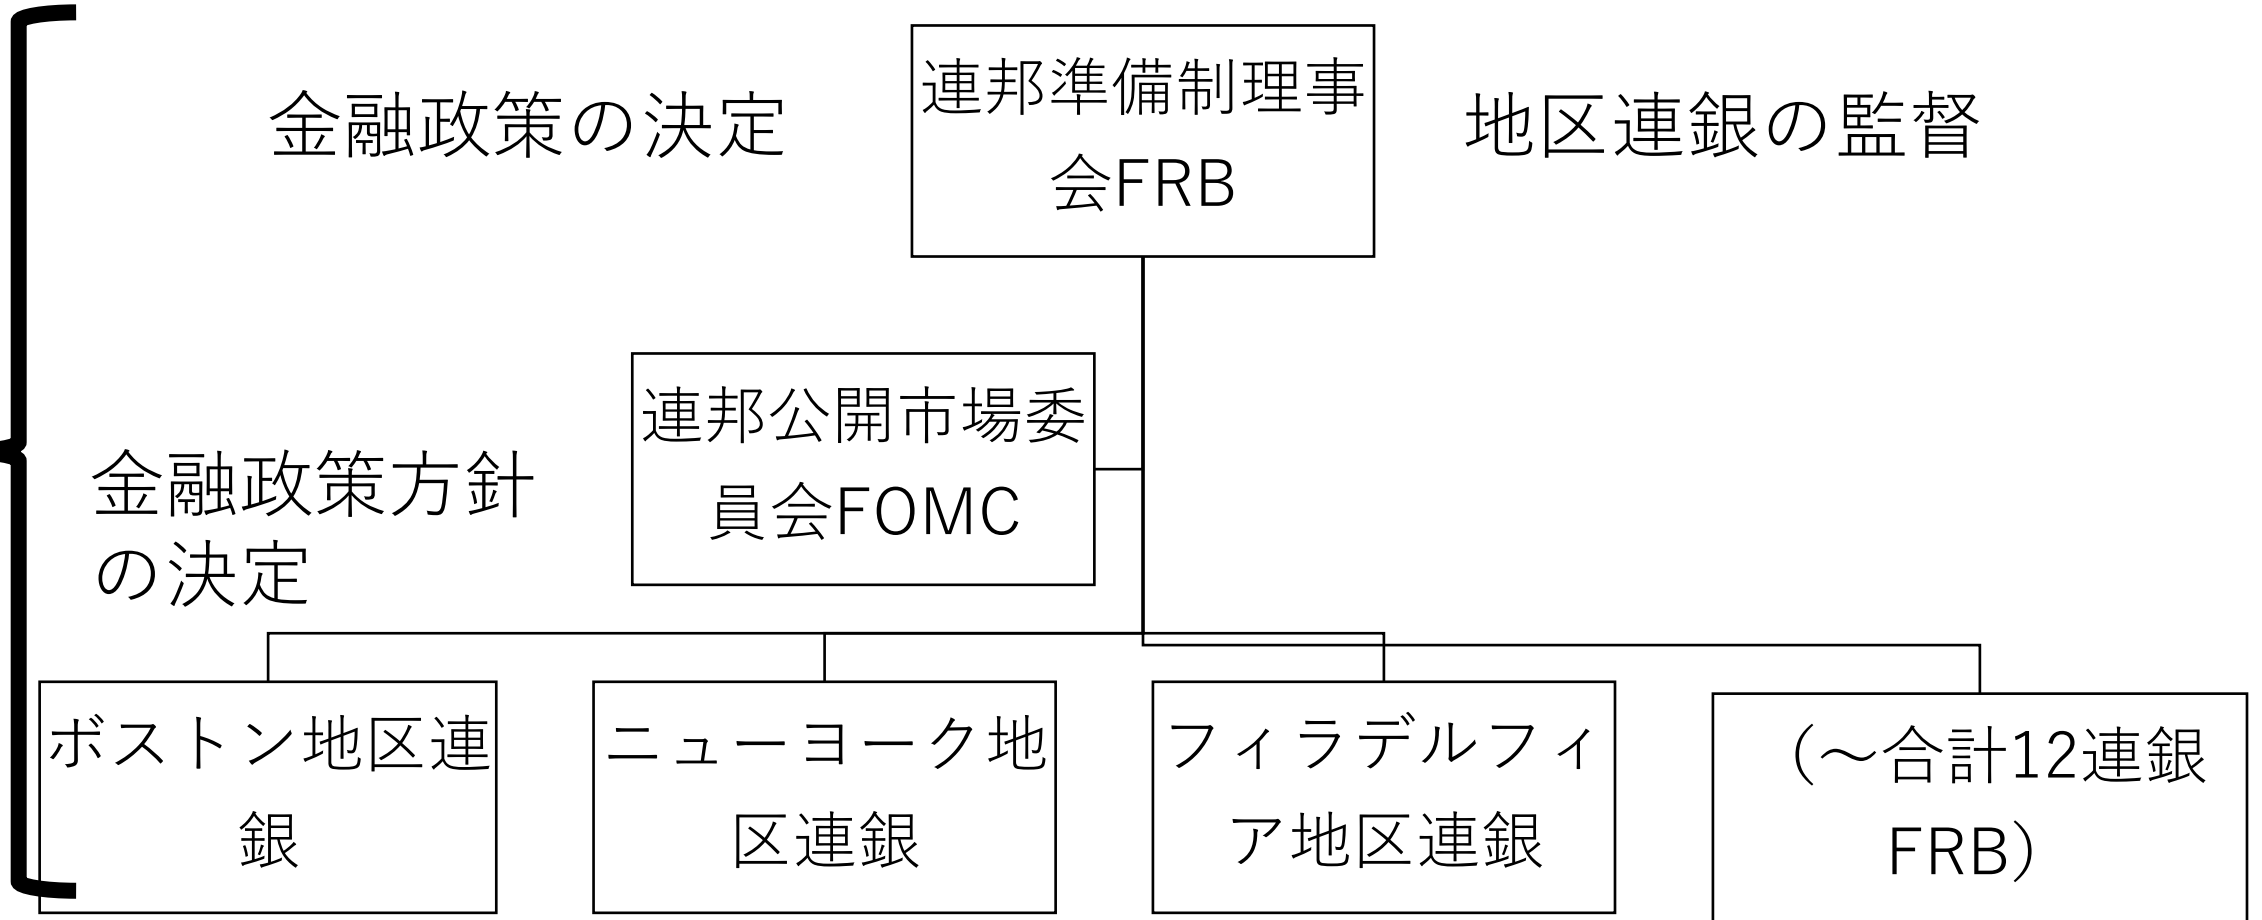 金融政策の決定
連邦準備制理事
会FRB
地区連銀の監督
連邦公開市場委
員会FOMC
金融政策方針
の決定
ボストン地区連
銀
ニューヨーク地
区連銀
フィラデルフィ
ア地区連銀
（～合計12連銀
FRB）